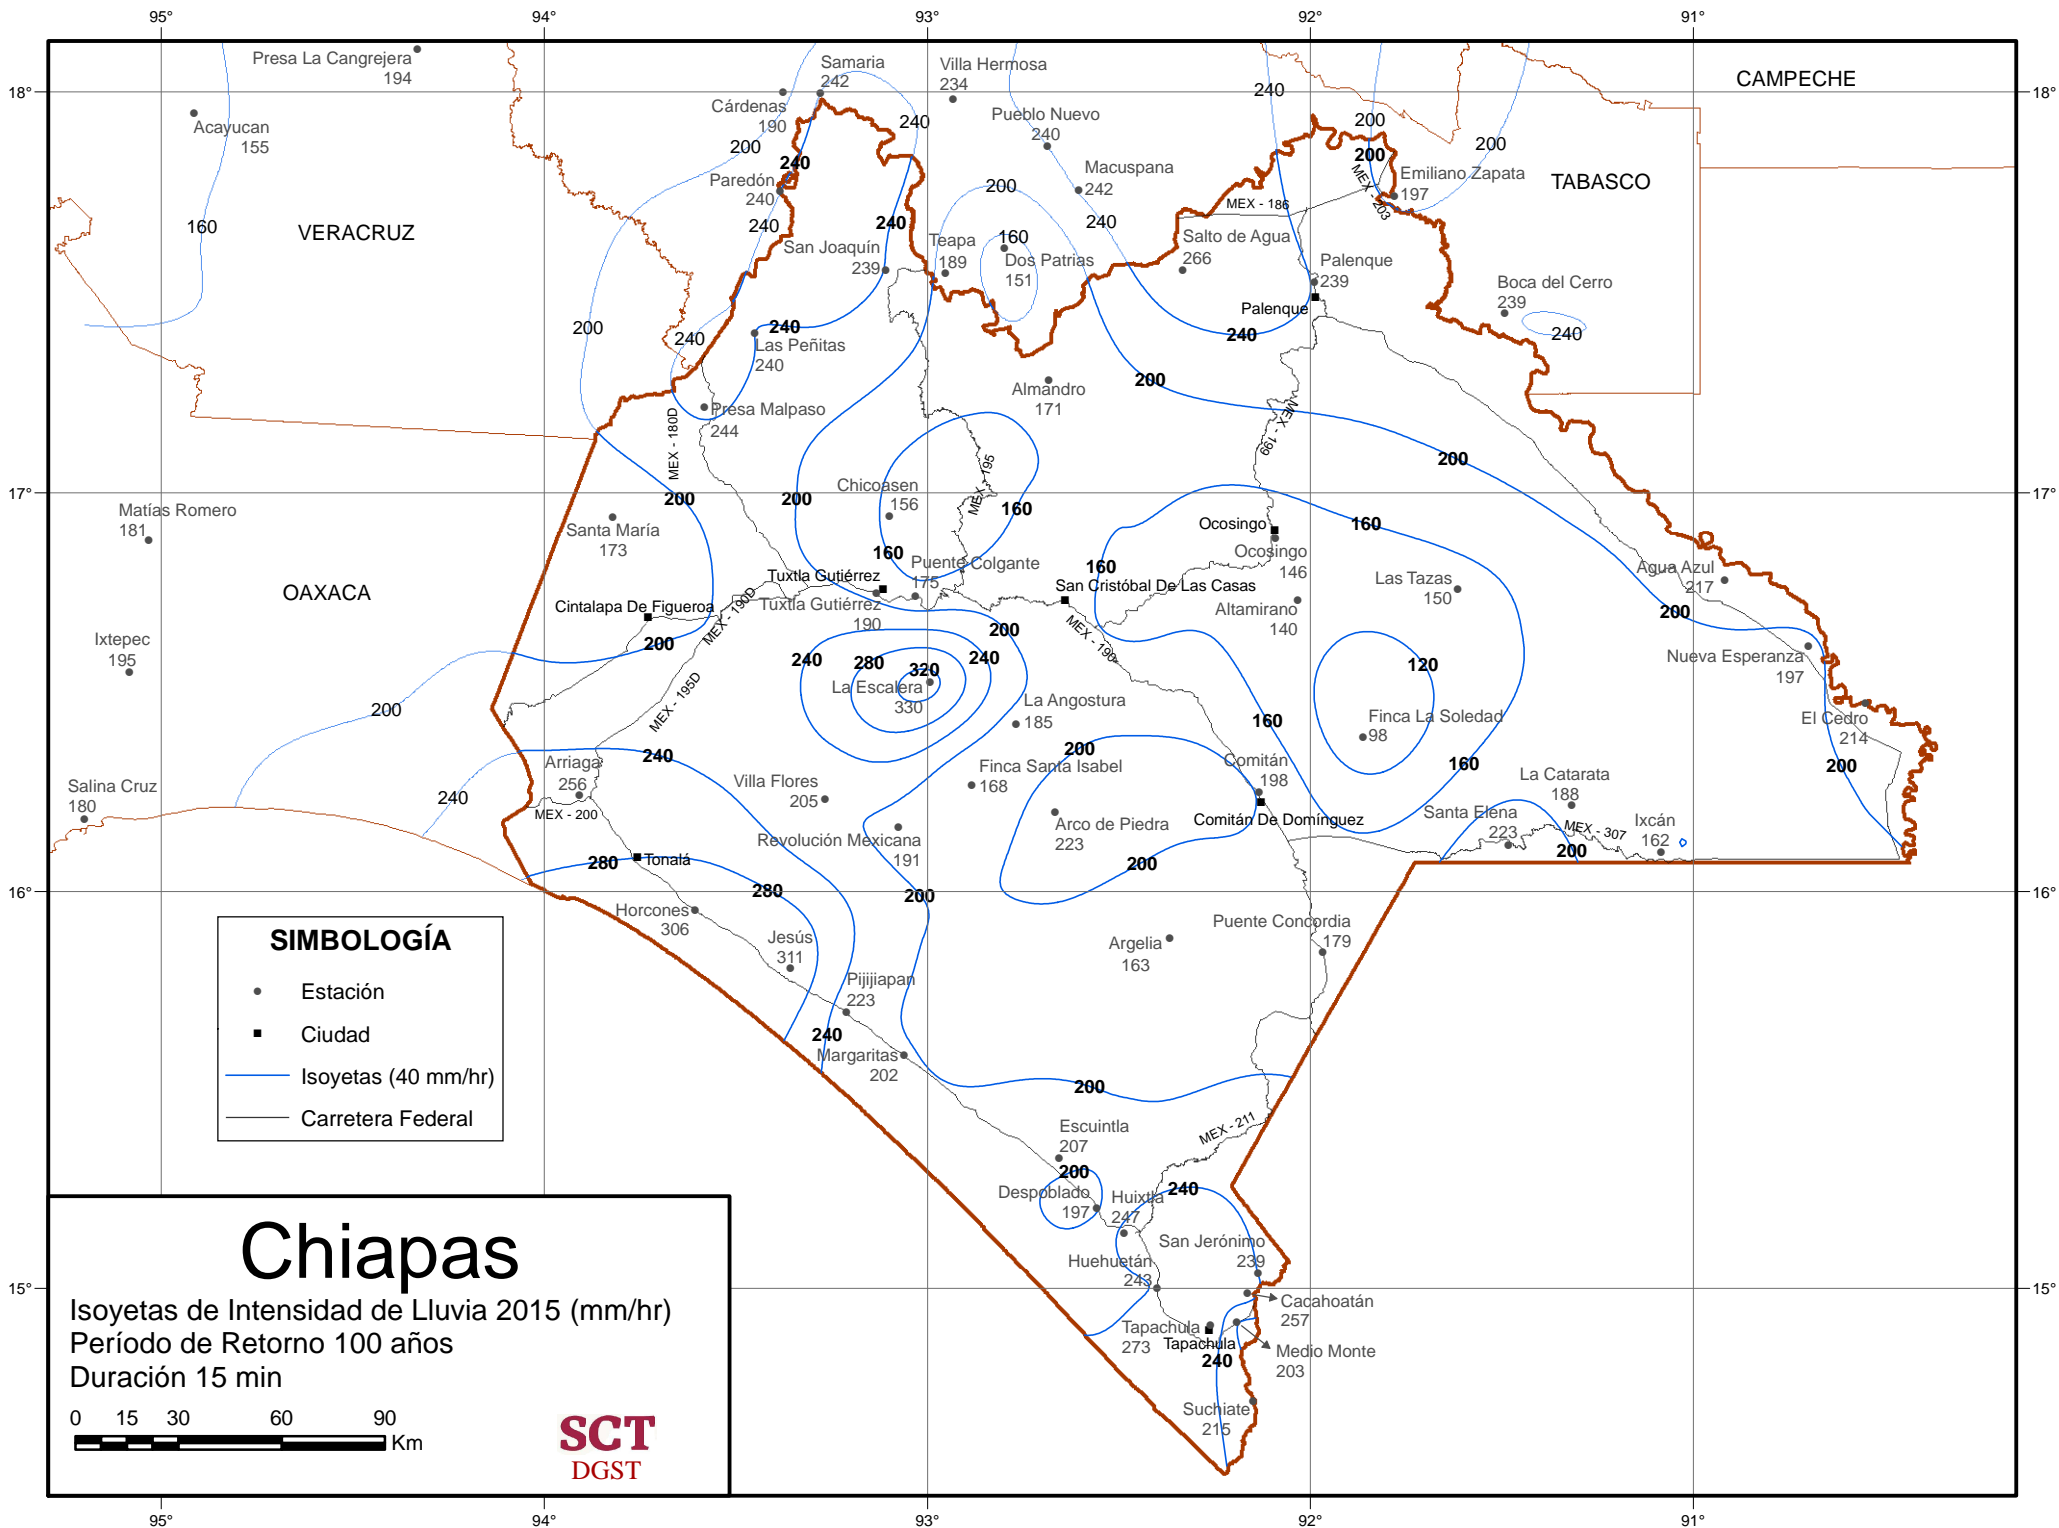 95°
94°
93°
92°
91°
Presa La Cangrejera
194
Samaria
242
Villa Hermosa
234
CAMPECHE
18°
18°
240
Acayucan
155
Cárdenas
190
240
Pueblo Nuevo
240
200
200
200
200
240
Macuspana
242
Emiliano Zapata
197
TABASCO
Paredón
240
200
MEX - 203
MEX - 186
160
VERACRUZ
240
240
San Joaquín
239
Teapa
189
160
Dos Patrias
151
240
Salto de Agua
266
Palenque
239
Boca del Cerro
239
Palenque
200
240
240
Las Peñitas
240
240
240
200
Almandro
171
Presa Malpaso
244
MEX - 180D
MEX - 199
200
MEX - 195
17°
17°
Chicoasen
156
200
200
160
Matías Romero
181
Santa María
173
Ocosingo
160
160
Ocosingo
146
Puente Colgante
175
160
Agua Azul
217
Las Tazas
150
Tuxtla Gutiérrez
San Cristóbal De Las Casas
OAXACA
Cintalapa De Figueroa
MEX - 190D
Tuxtla Gutiérrez
190
Altamirano
140
200
200
MEX - 190
Ixtepec
195
200
240
280
320
240
120
Nueva Esperanza
197
La Escalera
330
MEX - 195D
La Angostura
185
200
160
Finca La Soledad
98
El Cedro
214
240
200
Arriaga
256
Villa Flores
205
Finca Santa Isabel
168
Comitán
198
160
La Catarata
188
200
Salina Cruz
180
240
MEX - 200
Revolución Mexicana
191
Arco de Piedra
223
Comitán De Domínguez
Santa Elena
223
MEX - 307
Ixcán
162
200
280
Tonalá
200
16°
16°
280
200
Horcones
306
Jesús
311
Argelia
163
Puente Concordia
179
SIMBOLOGÍA
Estación
Ciudad
Isoyetas (40 mm/hr)
Carretera Federal
Pijijiapan
223
240
Margaritas
202
200
MEX - 211
Escuintla
207
200
Despoblado
197
Huixtla
247
240
San Jerónimo
239
Huehuetán
243
15°
15°
Cacahoatán
257
Tapachula
273
Tapachula
240
Medio Monte
203
Suchiate
215
Chiapas
Isoyetas de Intensidad de Lluvia 2015 (mm/hr)
Período de Retorno 100 años
Duración 15 min
0 15 30 60 90
Km
SCT
DGST
95°
94°
93°
92°
91°